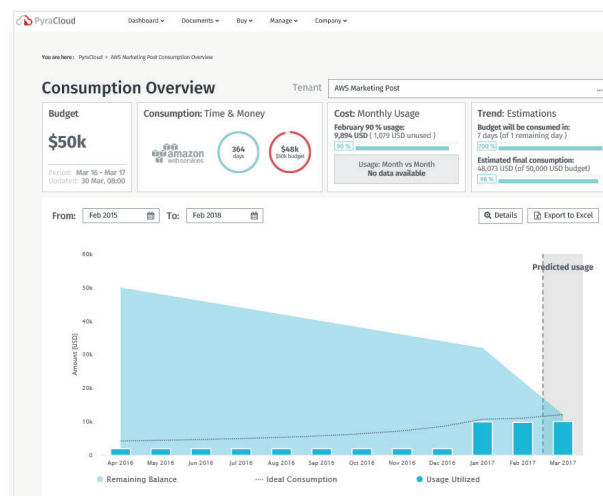 PyraCloud
Dashboard Documents Buy Manage Company
You are here : PyraCloud > AWS Marketing Post Consumption Overview
Consumption Overview
Tenant AWS Marketing Post ...
Budget
$50k
Period: Mar 16 - Mar 17
Updated: 30 Mar, 08:00
Consumption: Time & Money
amazon
webservices
364
days
$48k
$50k budget
Cost: Monthly Usage
February 90 % usage:
9,894 USD ( 1,079 USD unused )
90 %
Usage: Month vs Month
No data available
Trend: Estimations
Budget will be consumed in:
7 days (of 1 remaining day )
700 %
Estimated final consumption:
48,073 USD (of 50,000 USD budget)
96 %
From: Feb 2015 To: Feb 2018
Details Export to Excel
Predicted usage
Amount [USD]
60k
50k
40k
30k
20k
10k
0
Apr 2016 May 2016 Jun 2016 Jul 2016 Aug 2016 Sep 2016 Oct 2016 Nov 2016 Dec 2016 Jan 2017 Feb 2017 Mar 2017
Remaining Balance Ideal Consumption Usage Utilized